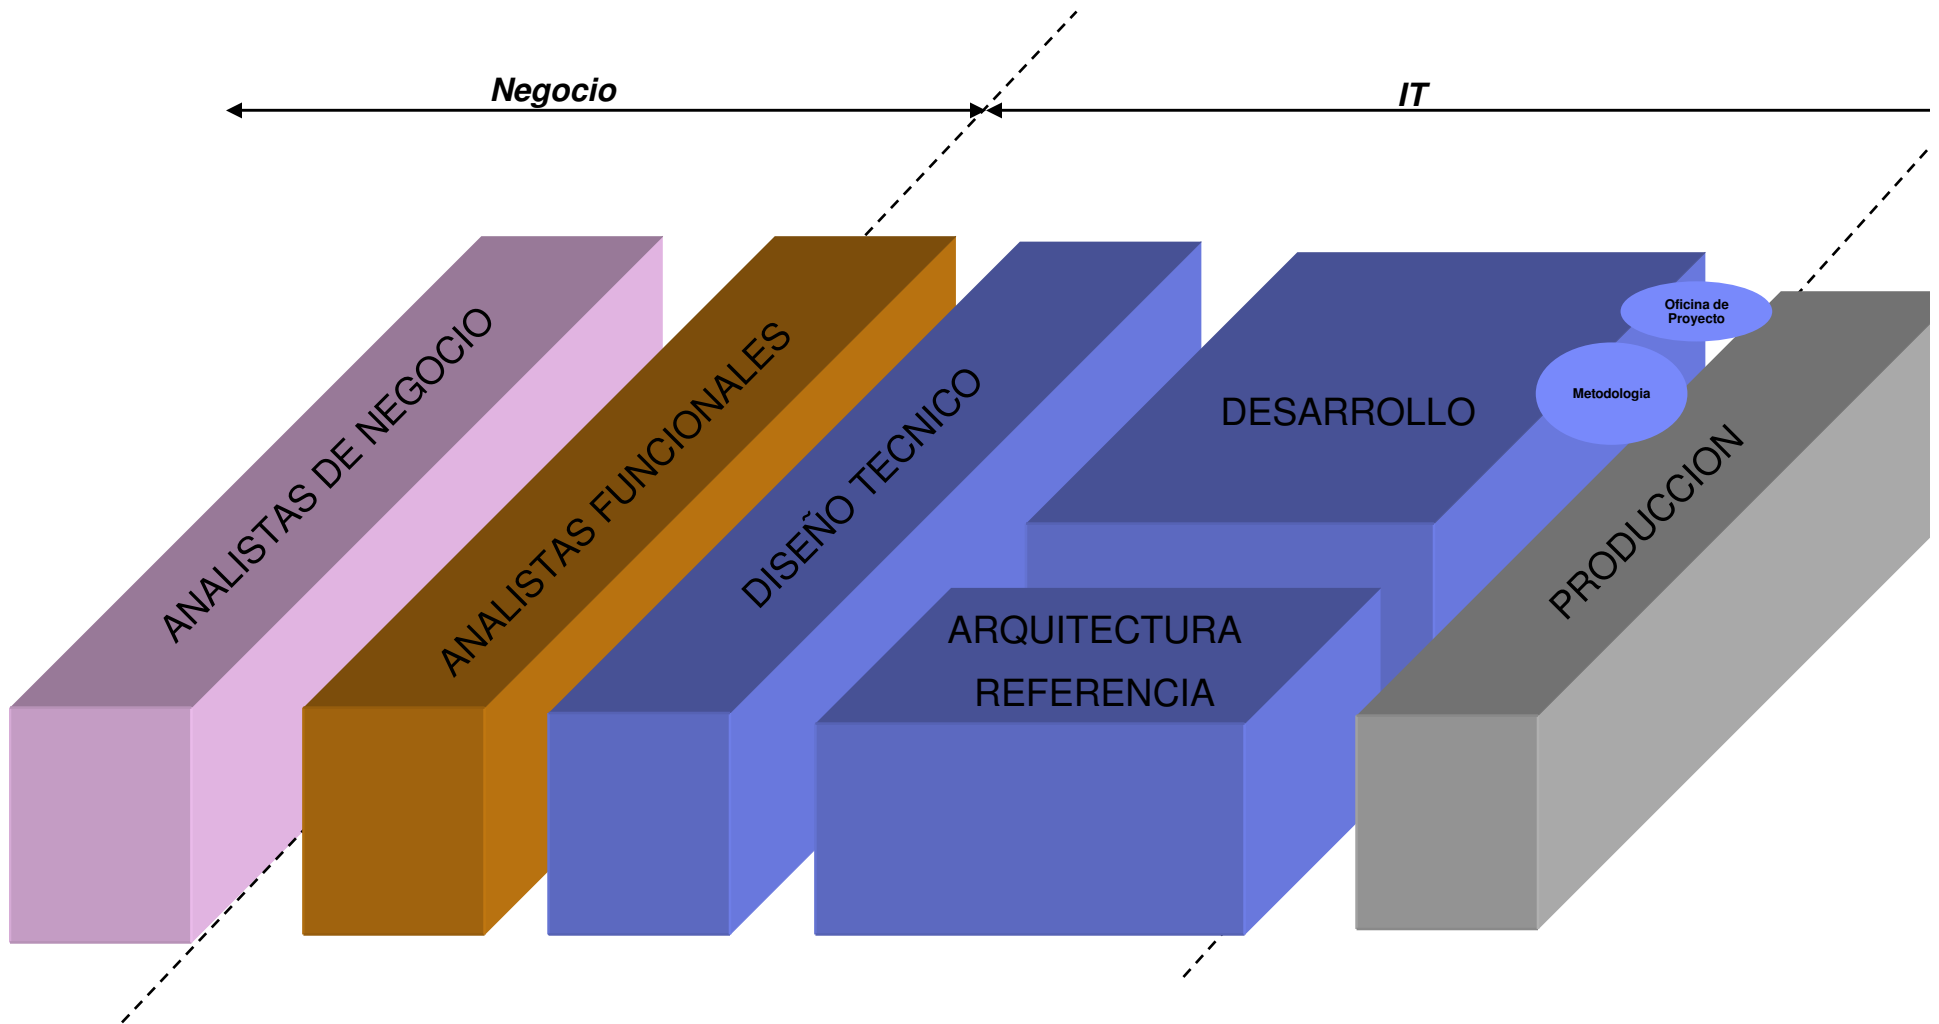 Negocio
IT
ANALISTAS DE NEGOCIO
ANALISTAS FUNCIONALES
DISEÑO TECNICO
DESARROLLO
Oficina de
Proyecto
Metodologia
ARQUITECTURA
REFERENCIA
PRODUCCION